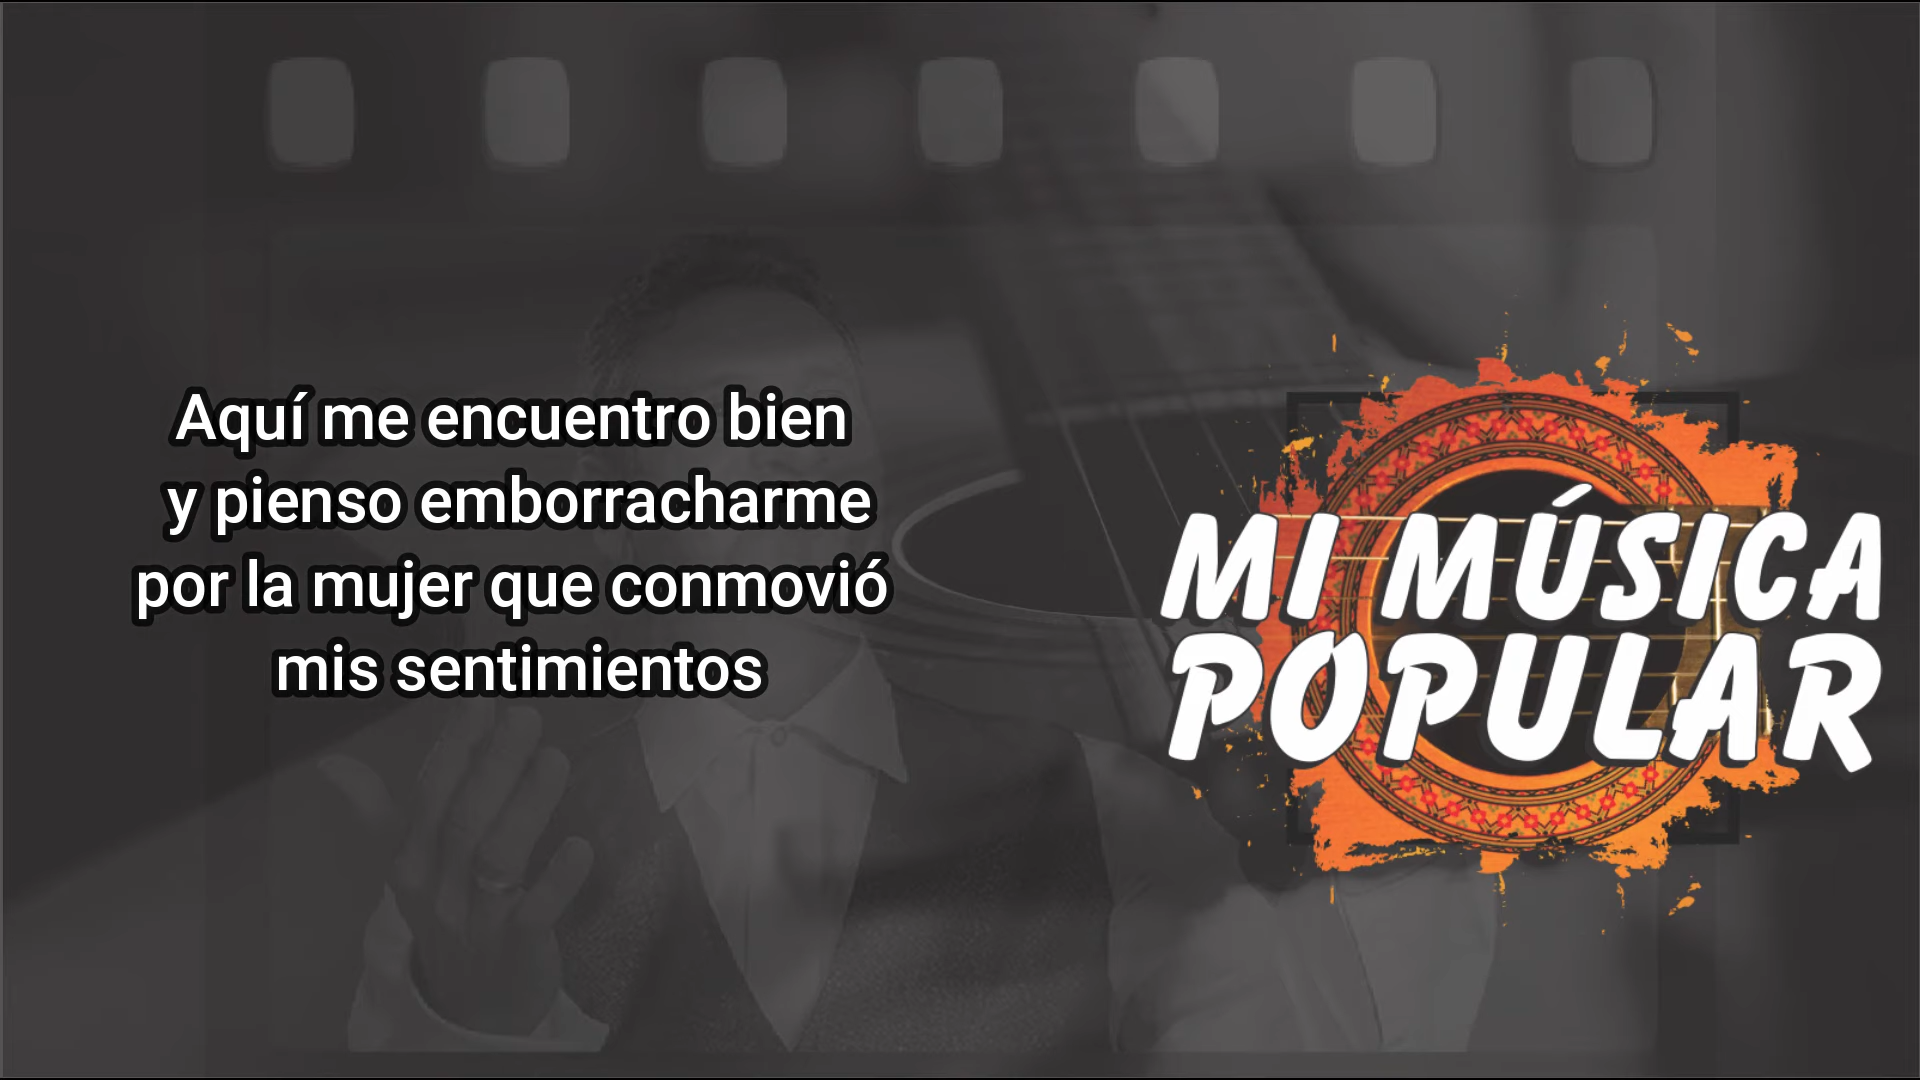 Aquí me encuentro bien
y pienso emborracharme
por la mujer que conmovió
mis sentimientos
MI MÚSICA
POPULAR